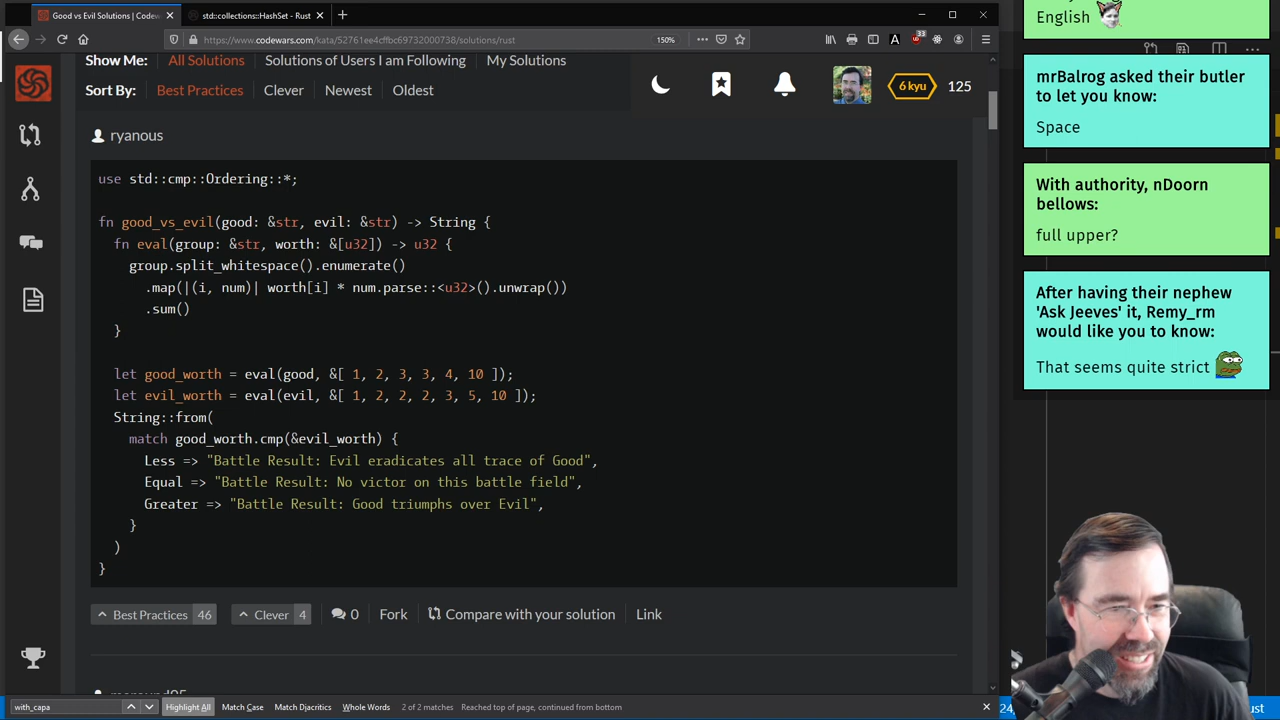 Good vs Evil Solutions | Codew
std::collections::HashSet - Rust
https://www.codewars.com/kata/52761ee4cffbc69732000738/solutions/rust
150%
33
Show Me: All Solutions Solutions of Users I am Following My Solutions
Sort By: Best Practices Clever Newest Oldest
6 kyu 125
ryanous
use std::cmp::Ordering::*;
fn good_vs_evil(good: &str, evil: &str) -> String {
fn eval(group: &str, worth: &[u32]) -> u32 {
group.split_whitespace().enumerate()
.map(|(i, num)| worth[i] * num.parse::<u32>().unwrap())
.sum()
}
let good_worth = eval(good, &[ 1, 2, 3, 3, 4, 10 ]);
let evil_worth = eval(evil, &[ 1, 2, 2, 2, 3, 5, 10 ]);
String::from(
match good_worth.cmp(&evil_worth) {
Less => "Battle Result: Evil eradicates all trace of Good",
Equal => "Battle Result: No victor on this battle field",
Greater => "Battle Result: Good triumphs over Evil",
}
)
}
Best Practices 46 Clever 4 0 Fork Compare with your solution Link
with_capa
Highlight All Match Case Match Diacritics Whole Words 2 of 2 matches Reached top of page, continued from bottom
English
mrBalrog asked their butler
to let you know:
Space
With authority, nDoorn
bellows:
full upper?
After having their nephew
'Ask Jeeves' it, Remy_rm
would like you to know:
That seems quite strict